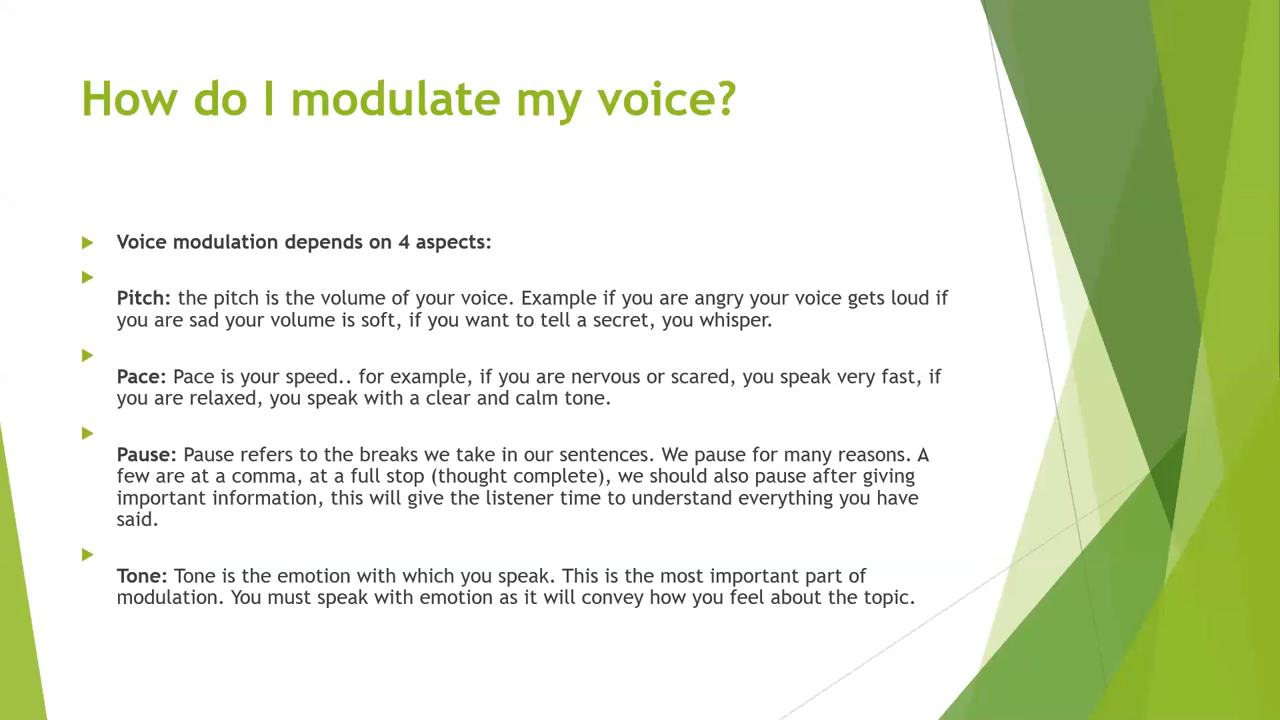 How do I modulate my voice?
Voice modulation depends on 4 aspects:
Pitch: the pitch is the volume of your voice. Example if you are angry your voice gets loud if
you are sad your volume is soft, if you want to tell a secret, you whisper.
Pace: Pace is your speed.. for example, if you are nervous or scared, you speak very fast, if
you are relaxed, you speak with a clear and calm tone.
Pause: Pause refers to the breaks we take in our sentences. We pause for many reasons. A
few are at a comma, at a full stop (thought complete), we should also pause after giving
important information, this will give the listener time to understand everything you have
said.
Tone: Tone is the emotion with which you speak. This is the most important part of
modulation. You must speak with emotion as it will convey how you feel about the topic.